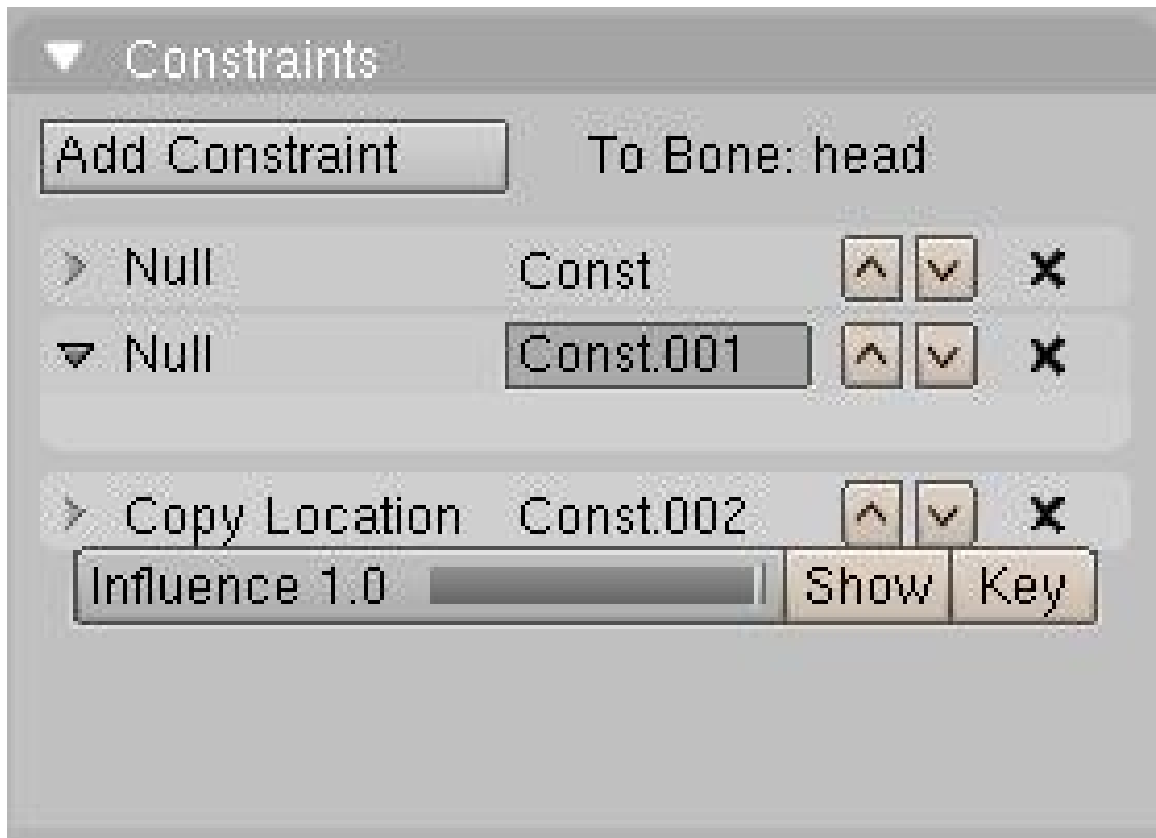 Constraints
Add Constraint To Bone: head
Null Const
Null Const.001
Copy Location Const.002
Influence 1.0 Show Key